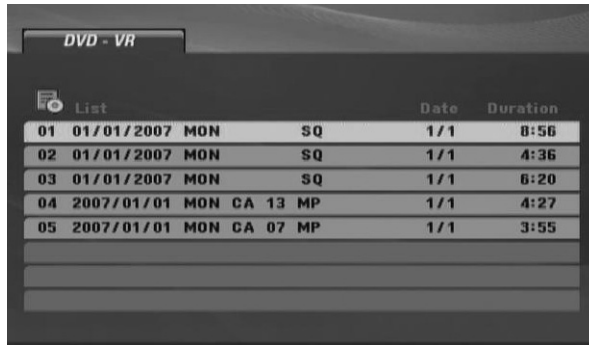 DVD - VR
List Date Duration
01 01/01/2007 MON SQ 1/1 8:56
02 01/01/2007 MON SQ 1/1 4:36
03 01/01/2007 MON SQ 1/1 6:20
04 2007/01/01 MON CA 13 MP 1/1 4:27
05 2007/01/01 MON CA 07 MP 1/1 3:55